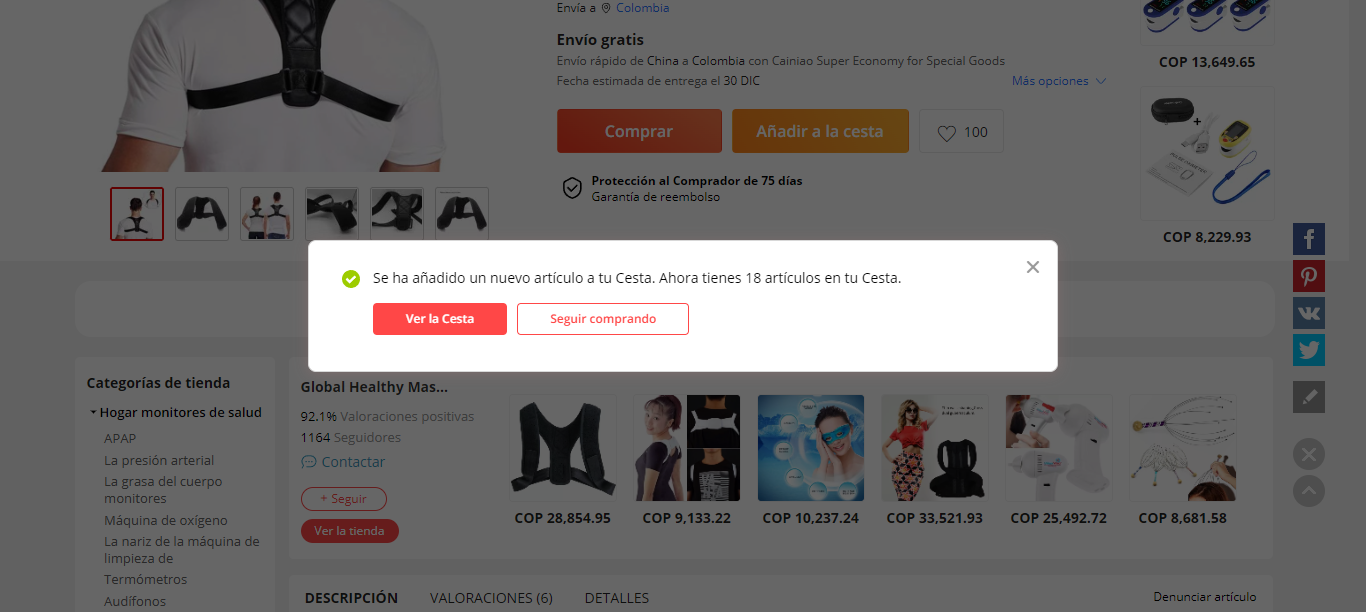 Envía a Colombia
Envío gratis
Envío rápido de China a Colombia con Cainiao Super Economy for Special Goods
Fecha estimada de entrega el 30 DIC
Más opciones
Comprar
Añadir a la cesta
100
Protección al Comprador de 75 días
Garantía de reembolso
COP 13,649.65
COP 8,229.93
Se ha añadido un nuevo artículo a tu Cesta. Ahora tienes 18 artículos en tu Cesta.
Ver la Cesta
Seguir comprando
Categorías de tienda
Hogar monitores de salud
APAP
La presión arterial
La grasa del cuerpo
monitores
Máquina de oxígeno
La nariz de la máquina de
limpieza de
Termómetros
Audífonos
Global Healthy Mas...
92.1% Valoraciones positivas
1164 Seguidores
Contactar
+ Seguir
Ver la tienda
COP 28,854.95
COP 9,133.22
COP 10,237.24
COP 33,521.93
COP 25,492.72
COP 8,681.58
DESCRIPCIÓN
VALORACIONES (6)
DETALLES
Denunciar artículo